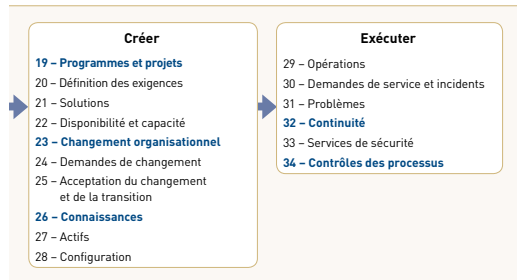 Créer
19 – Programmes et projets
20 – Définition des exigences
21 – Solutions
22 – Disponibilité et capacité
23 – Changement organisationnel
24 – Demandes de changement
25 – Acceptation du changement
et de la transition
26 – Connaissances
27 – Actifs
28 – Configuration
Exécuter
29 – Opérations
30 – Demandes de service et incidents
31 – Problèmes
32 – Continuité
33 – Services de sécurité
34 – Contrôles des processus